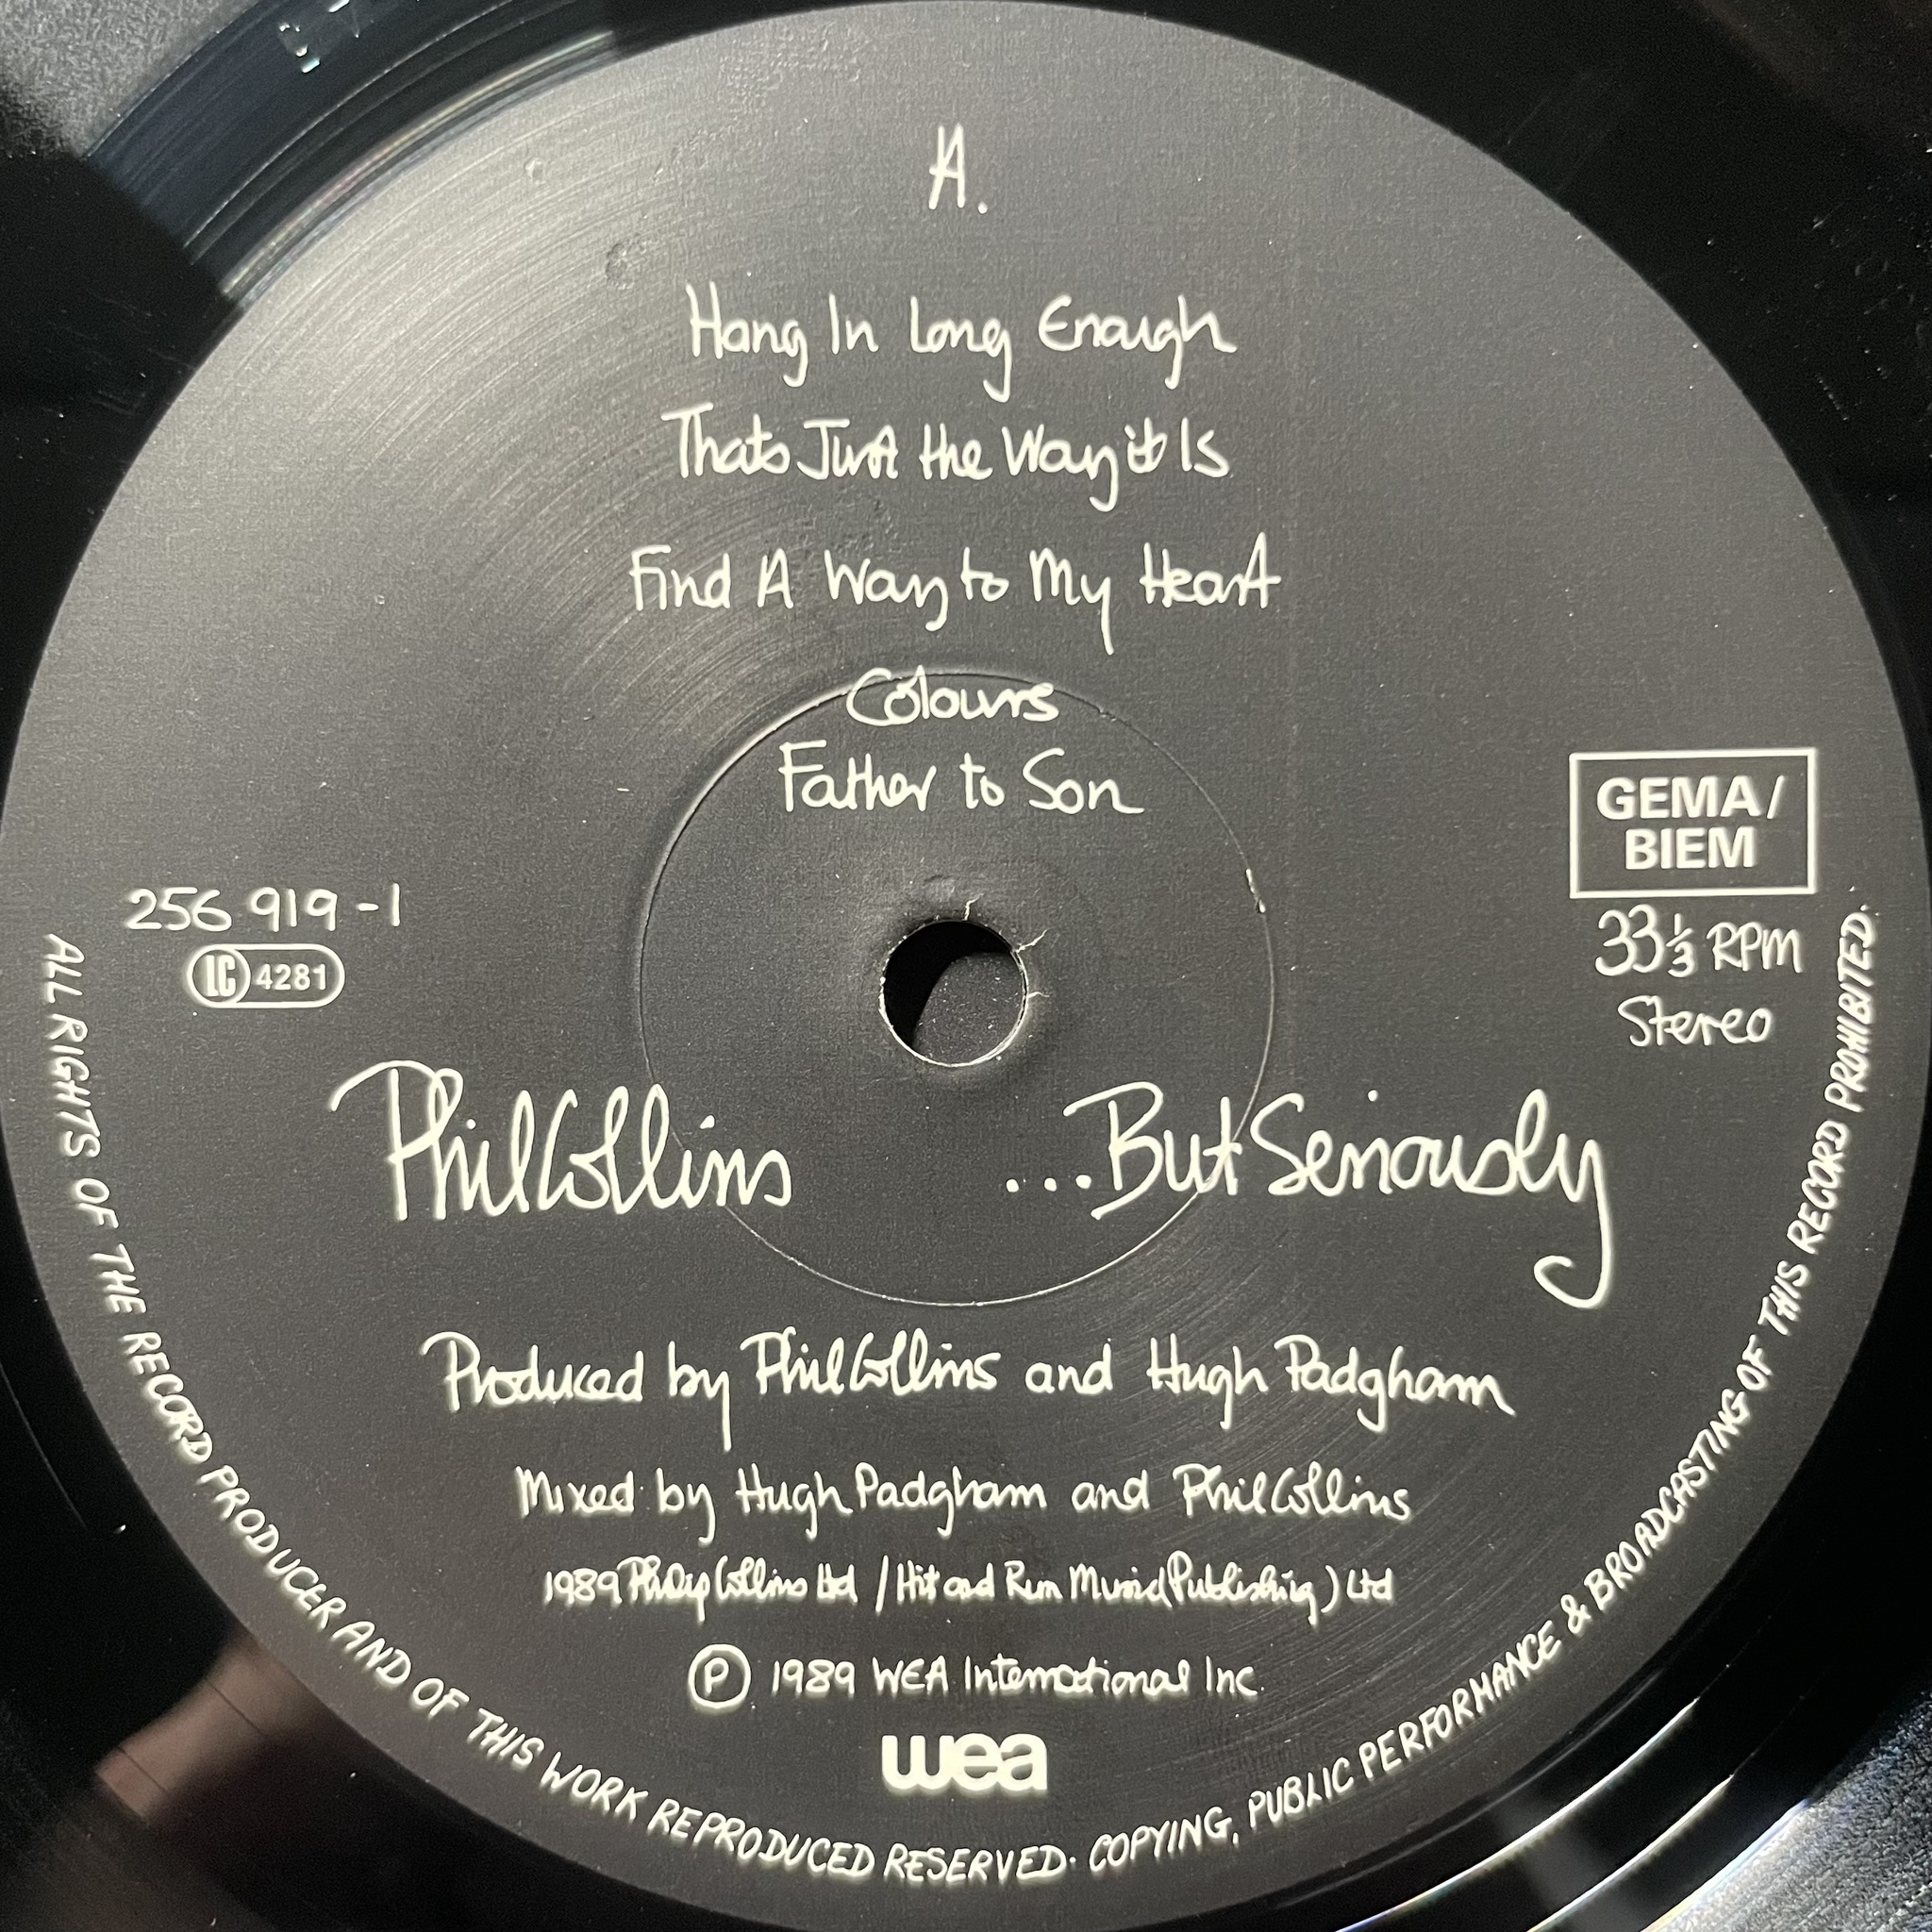 A.
Hang In Long Enough
Thats Just the Way it Is
Find A Way to My Heart
Colours
Father to Son
256 919-1
LC 4281
GEMA/
BIEM
33⅓ RPM
Stereo
Phil Collins ...But Seriously
Produced by Phil Collins and Hugh Padgham
Mixed by Hugh Padgham and Phil Collins
1989 Philip Collins Ltd / Hit and Run Music (Publishing) Ltd
Ⓟ 1989 WEA International Inc.
wea
ALL RIGHTS OF THE RECORD PRODUCER AND OF THIS WORK REPRODUCED RESERVED. COPYING, PUBLIC PERFORMANCE & BROADCASTING OF THIS RECORD PROHIBITED.